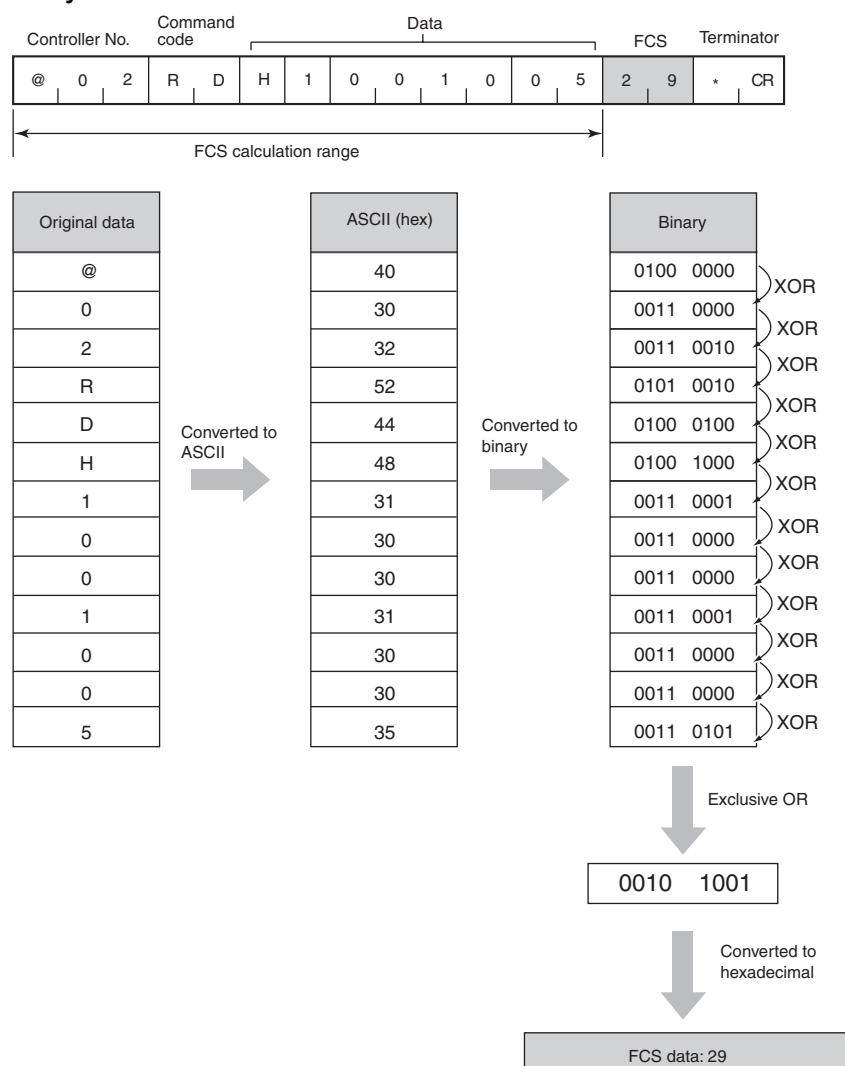 Controller No. Command code Data FCS Terminator
@ 0 2 R D H 1 0 0 1 0 0 5 2 9 * CR
FCS calculation range
Original data ASCII (hex) Binary
@ 40 0100 0000
XOR
0 30 0011 0000
XOR
2 32 0011 0010
XOR
R 52 0101 0010
XOR
D 44 0100 0100
XOR
H 48 0100 1000
XOR
1 31 0011 0001
XOR
0 30 0011 0000
XOR
0 30 0011 0000
XOR
1 31 0011 0001
XOR
0 30 0011 0000
XOR
0 30 0011 0000
XOR
5 35 0011 0101
Converted to
ASCII
Converted to
binary
Exclusive OR
0010 1001
Converted to
hexadecimal
FCS data: 29